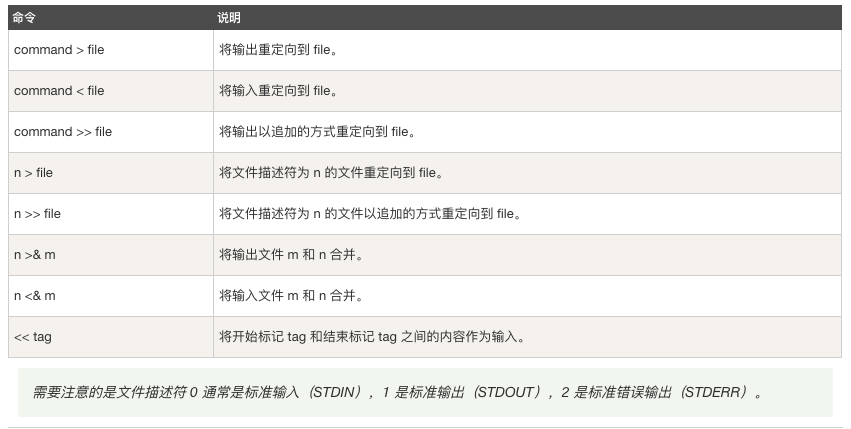 命令 说明
command > file 将输出重定向到 file。
command < file 将输入重定向到 file。
command >> file 将输出以追加的方式重定向到 file。
n > file 将文件描述符为 n 的文件重定向到 file。
n >> file 将文件描述符为 n 的文件以追加的方式重定向到 file。
n >& m 将输出文件 m 和 n 合并。
n <& m 将输入文件 m 和 n 合并。
<< tag 将开始标记 tag 和结束标记 tag 之间的内容作为输入。
需要注意的是文件描述符 0 通常是标准输入（STDIN），1 是标准输出（STDOUT），2 是标准错误输出（STDERR）。